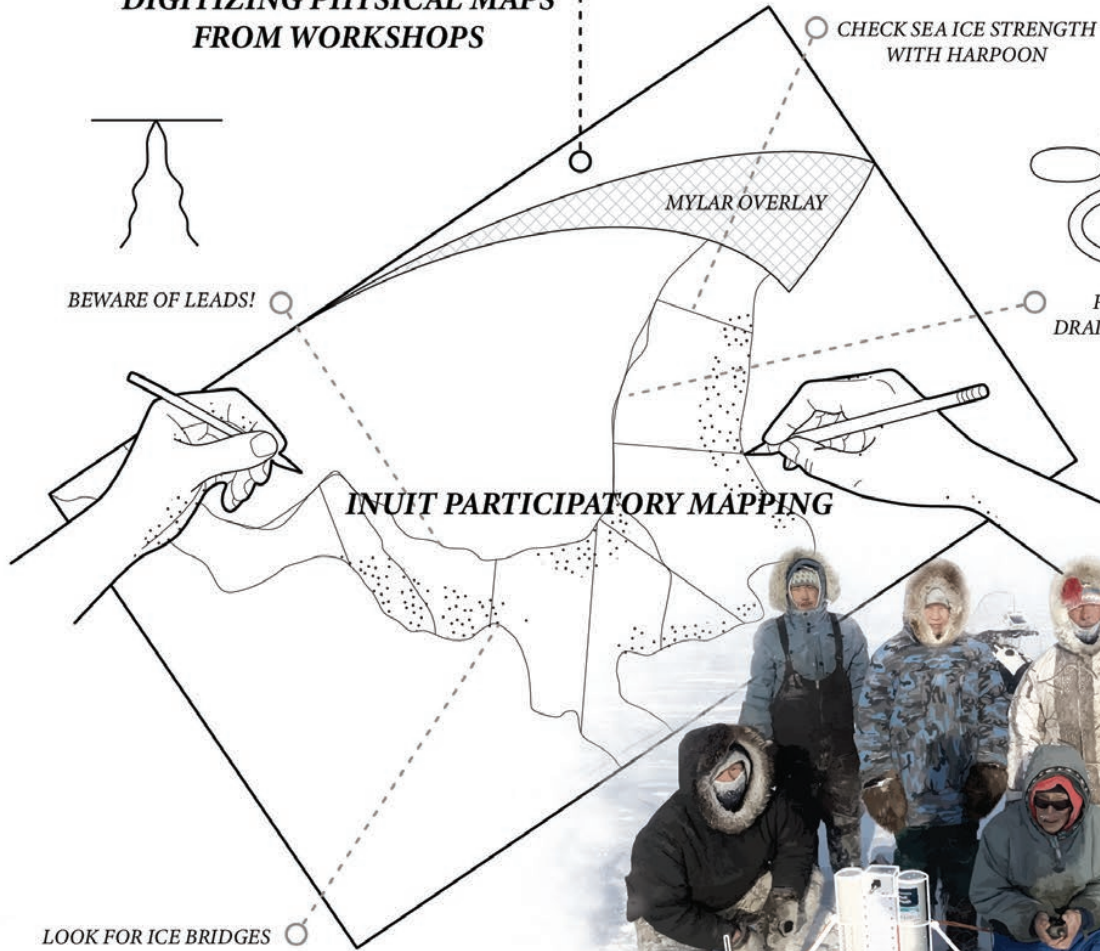 DIGITIZING PHYSICAL MAPS
FROM WORKSHOPS
CHECK SEA ICE STRENGTH
WITH HARPOON
MYLAR OVERLAY
BEWARE OF LEADS!
INUIT PARTICIPATORY MAPPING
LOOK FOR ICE BRIDGES